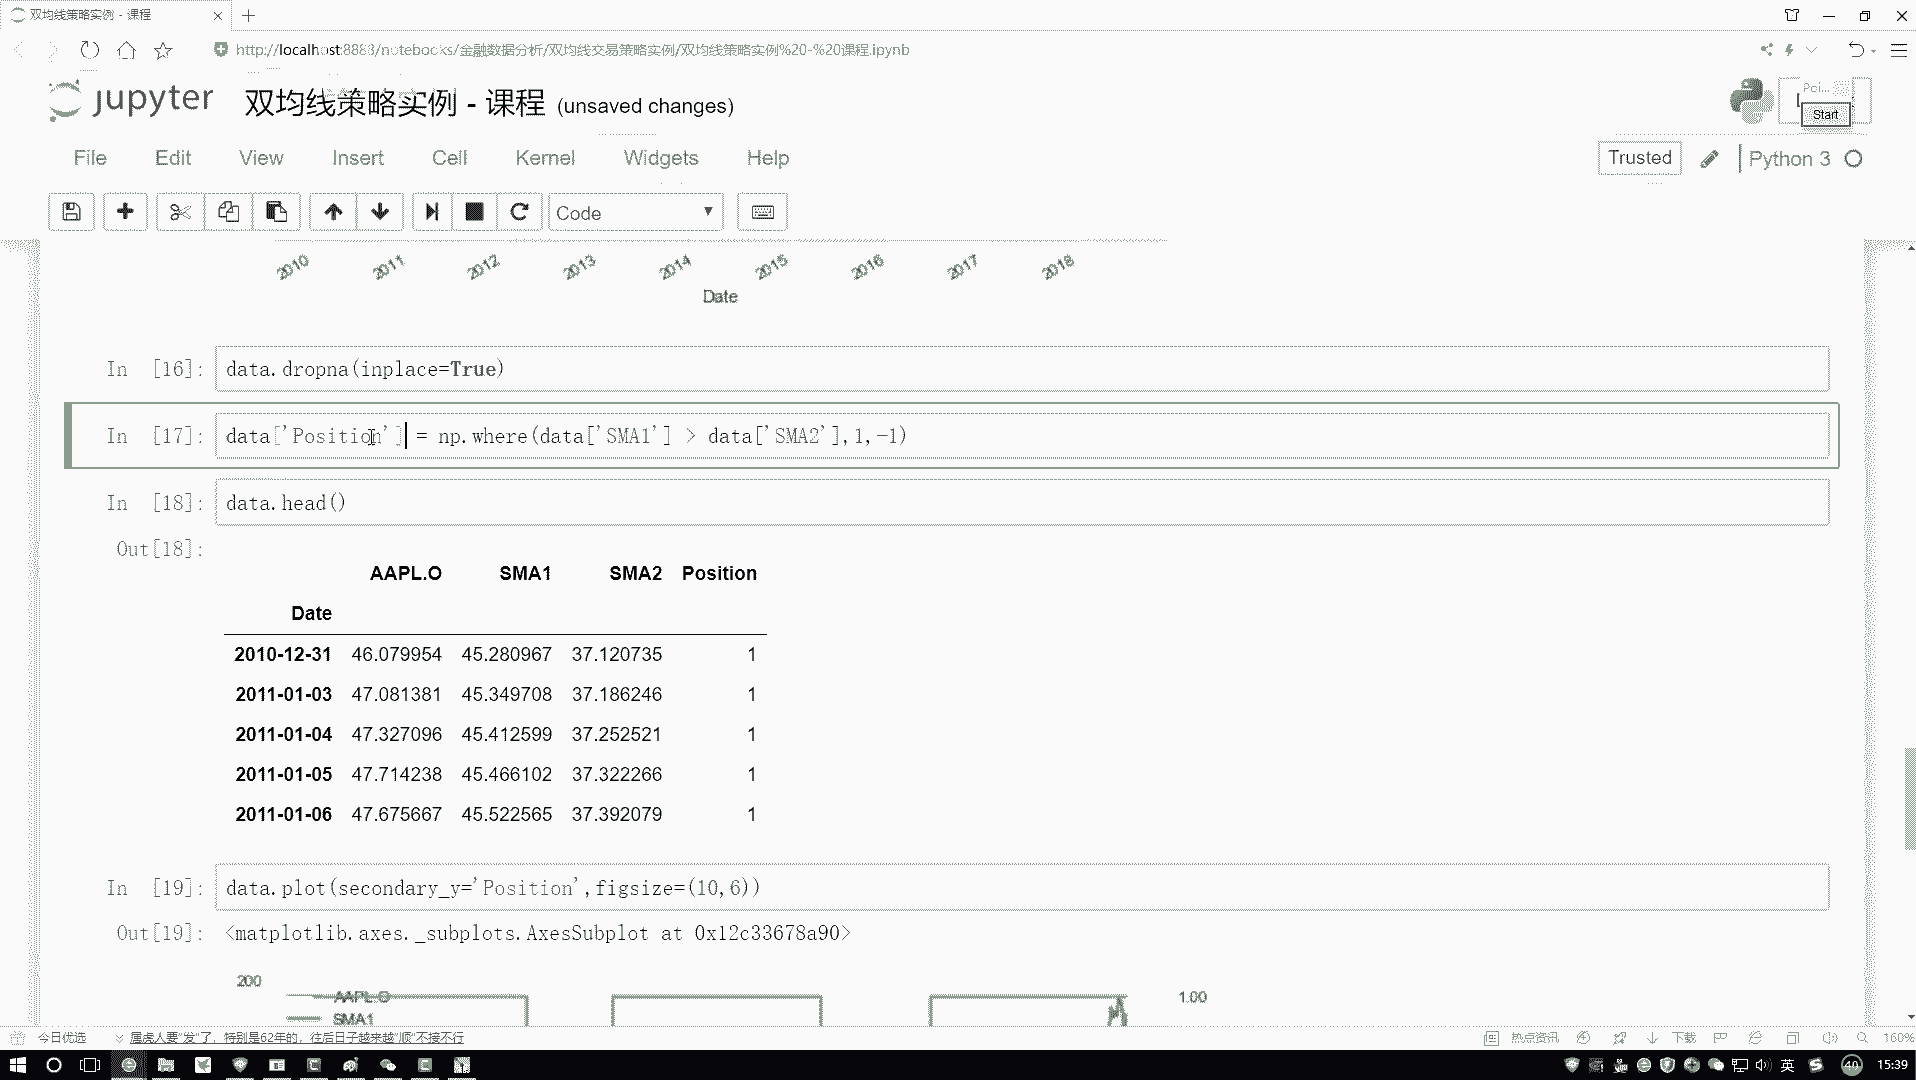 双均线策略实例 - 课程
http://localhost:8888/notebooks/金融数据分析/双均线交易策略实例/双均线策略实例%20-%20课程.ipynb
jupyter 双均线策略实例 - 课程 (unsaved changes)
Poi...
Start
File Edit View Insert Cell Kernel Widgets Help
Trusted
Python 3
Code
2010 2011 2012 2013 2014 2015 2016 2017 2018
Date
In [16]: data.dropna(inplace=True)
In [17]: data['Position'] = np.where(data['SMA1'] > data['SMA2'],1,-1)
In [18]: data.head()
Out[18]:
AAPL.O SMA1 SMA2 Position
Date
2010-12-31 46.079954 45.280967 37.120735 1
2011-01-03 47.081381 45.349708 37.186246 1
2011-01-04 47.327096 45.412599 37.252521 1
2011-01-05 47.714238 45.466102 37.322266 1
2011-01-06 47.675667 45.522565 37.392079 1
In [19]: data.plot(secondary_y='Position',figsize=(10,6))
Out[19]: <matplotlib.axes._subplots.AxesSubplot at 0x12c33678a90>
200
AAPL.O
SMA1
1.00
今日优选
属虎人要"发"了，特别是62年的，往后日子越来越"顺"不接不行
热点资讯
下载
160%
英
40
15:39